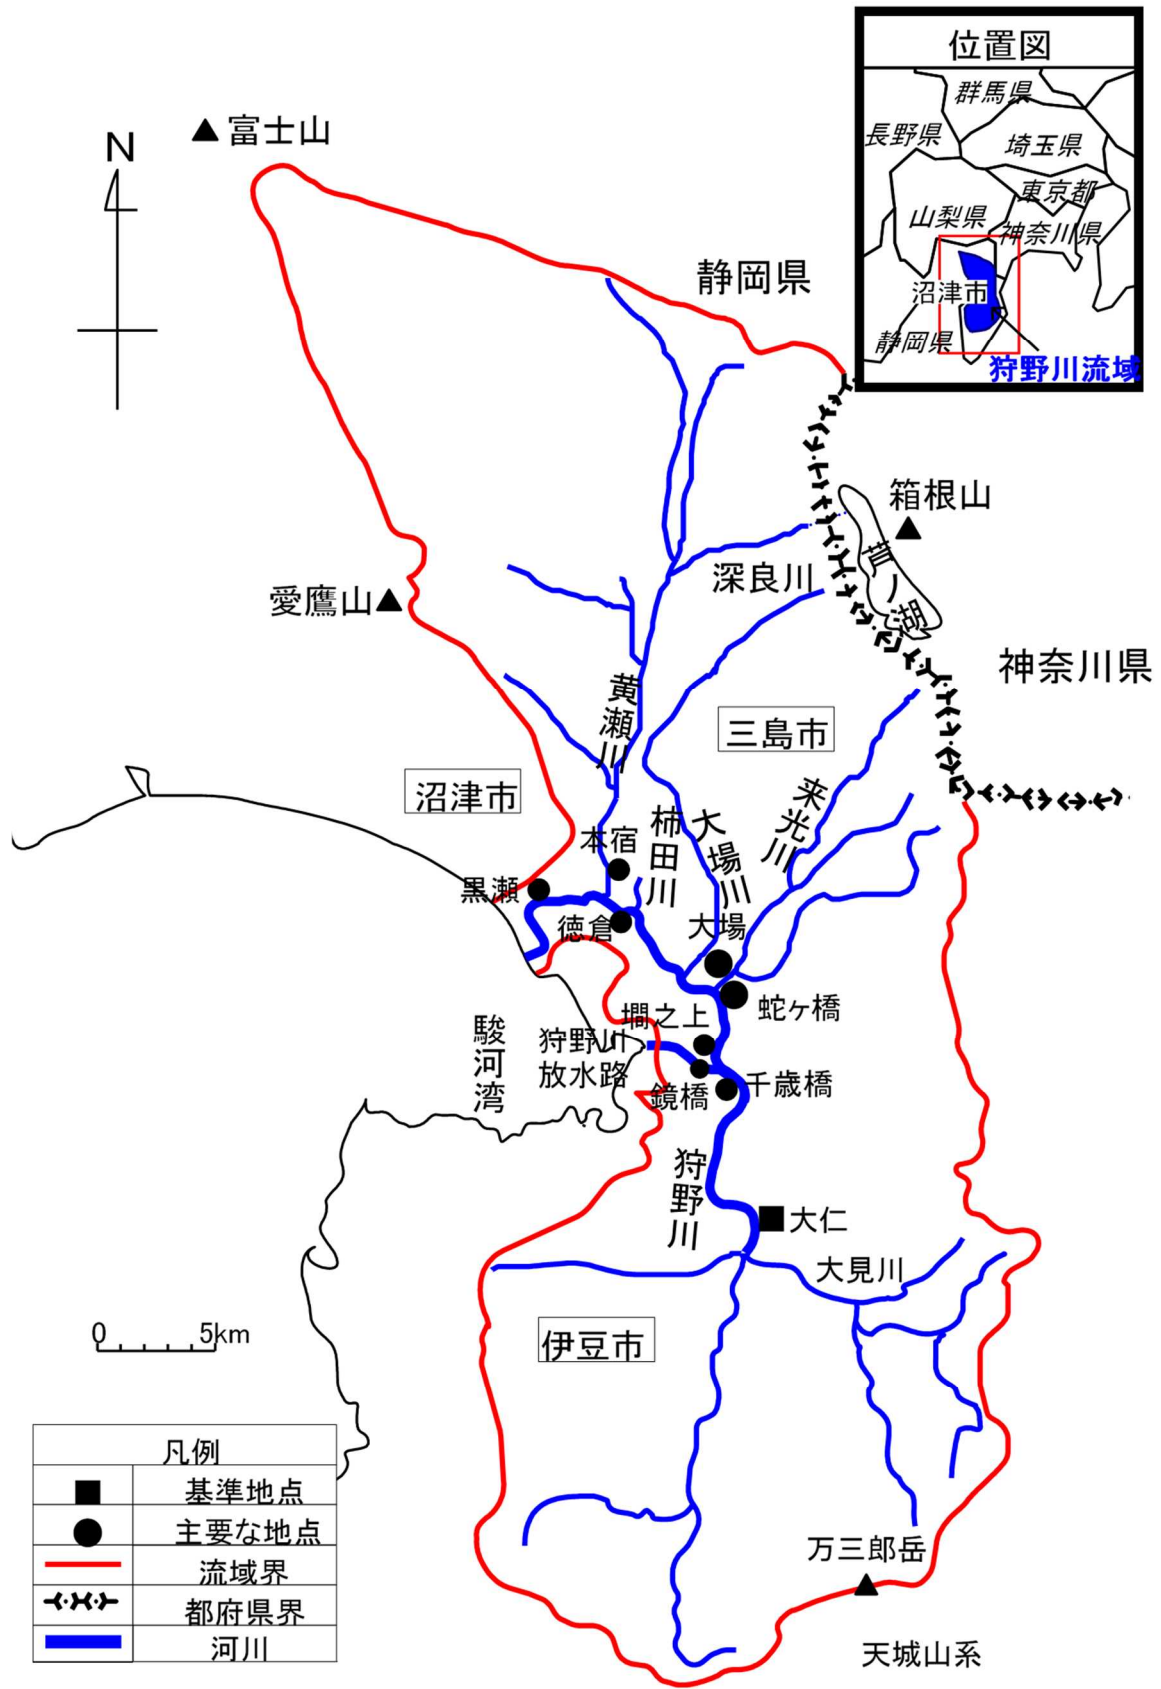 位置図
群馬県
長野県
埼玉県
東京都
山梨県
神奈川県
沼津市
静岡県
狩野川流域
富士山
N
静岡県
箱根山
芦ノ湖
深良川
愛鷹山
神奈川県
黄瀬川
三島市
沼津市
来光川
柿田川
大場川
本宿
黒瀬
徳倉
大場
蛇ヶ橋
墹之上
駿河湾
狩野川
放水路
鏡橋
千歳橋
狩野川
大仁
大見川
伊豆市
0 5km
凡例
基準地点
主要な地点
流域界
都府県界
河川
万三郎岳
天城山系